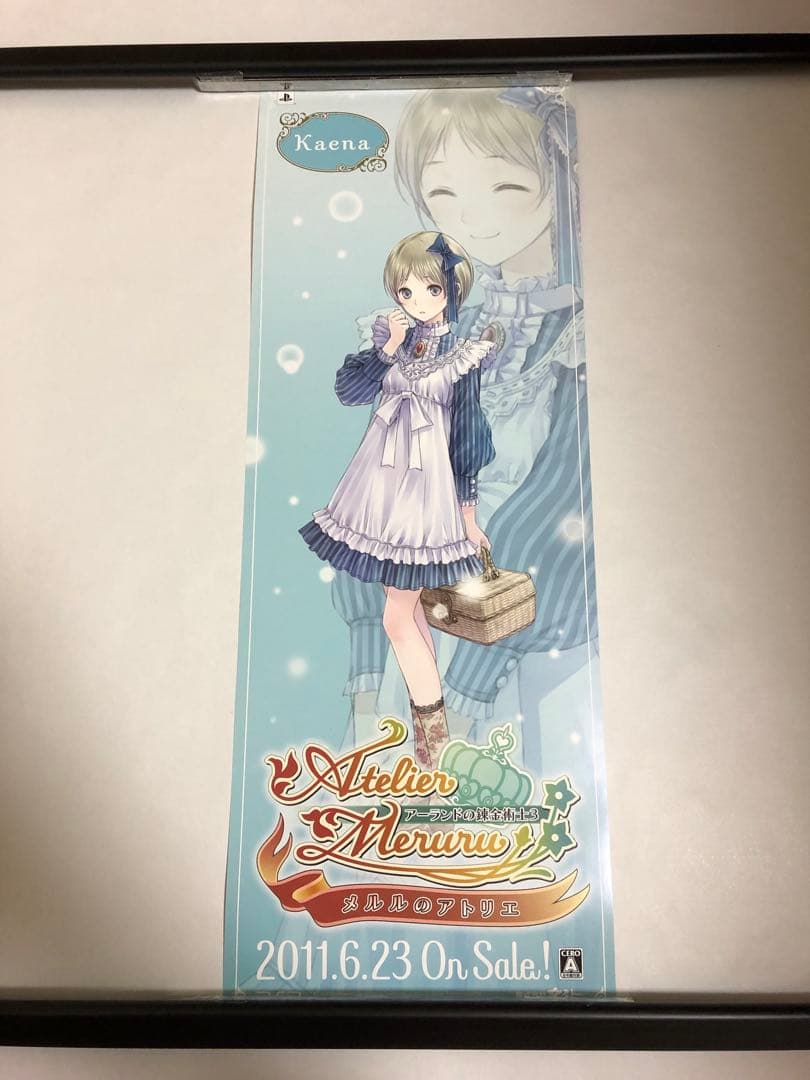 Kaena
Atelier
アーランドの錬金術士3
Meruru
メルルのアトリエ
2011.6.23 On Sale!
CERO
A